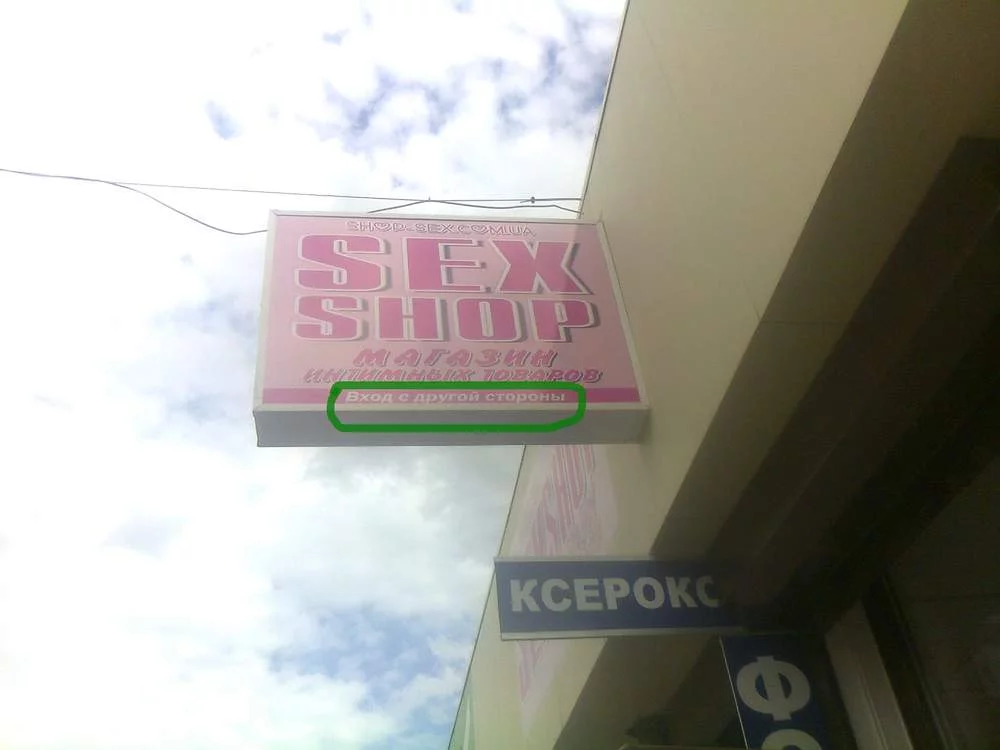 SHOP-SEX.COM.UA
SEX
SHOP
МАГАЗИН
ИНТИМНЫХ ТОВАРОВ
Вход с другой стороны
КСЕРОКС